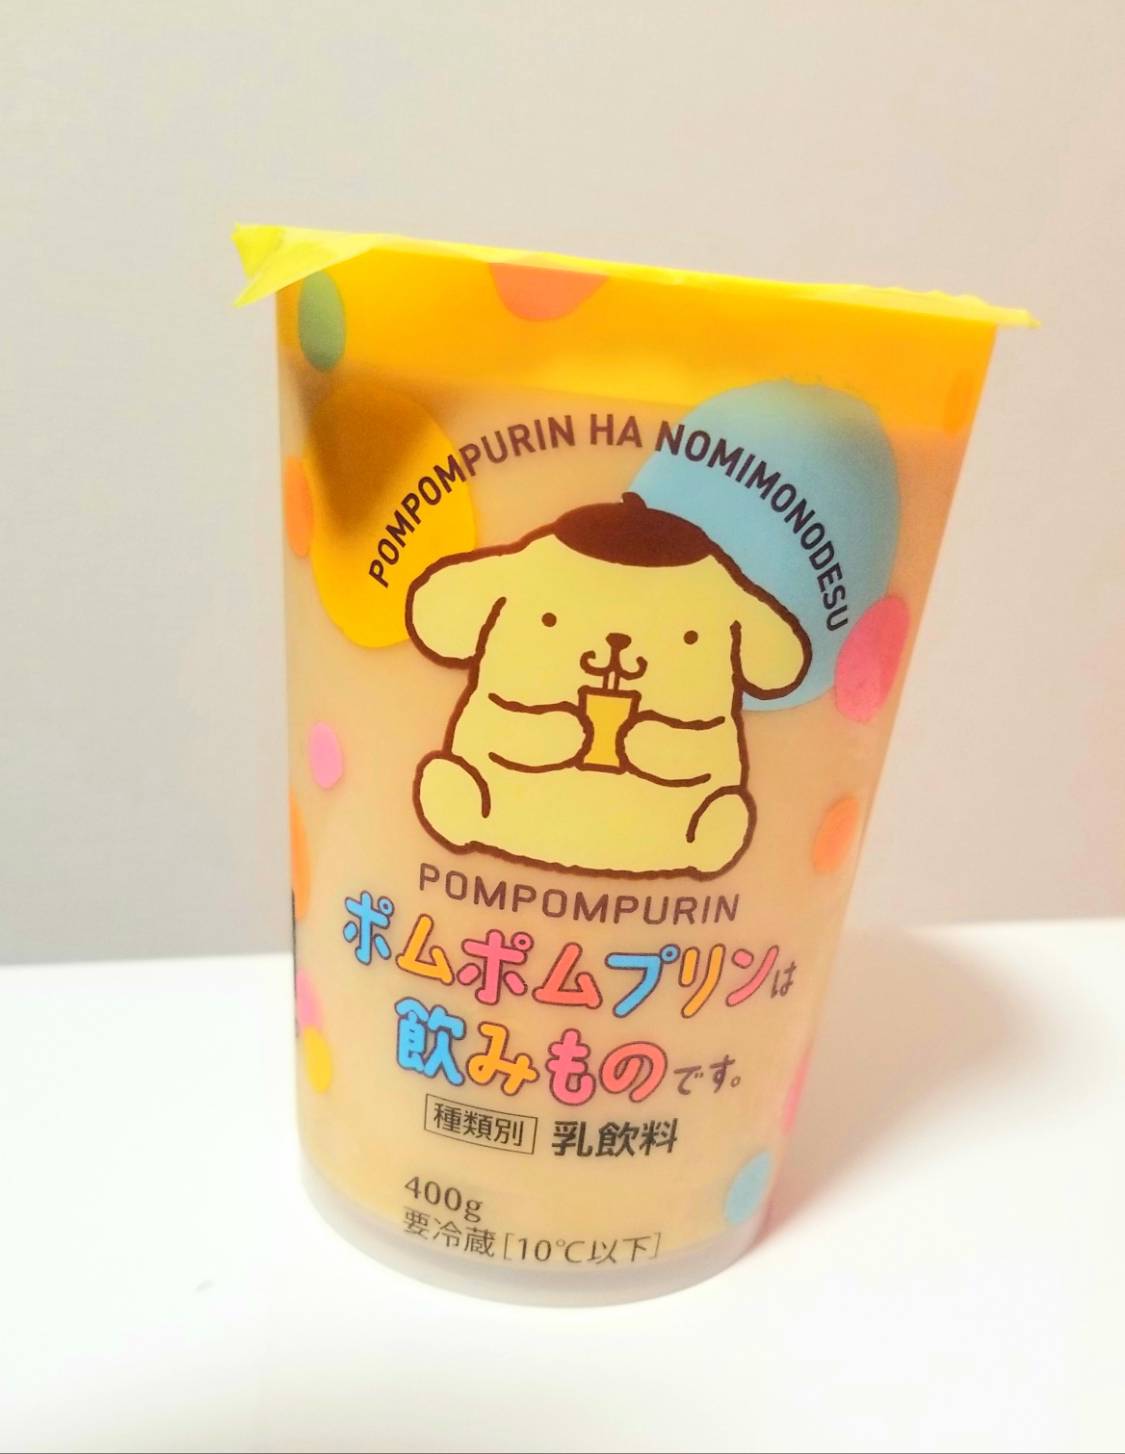 POMPOMPURIN HA NOMIMONODESU
POMPOMPURIN
ポムポムプリンは
飲みものです。
種類別 乳飲料
400g
要冷蔵[10℃以下]